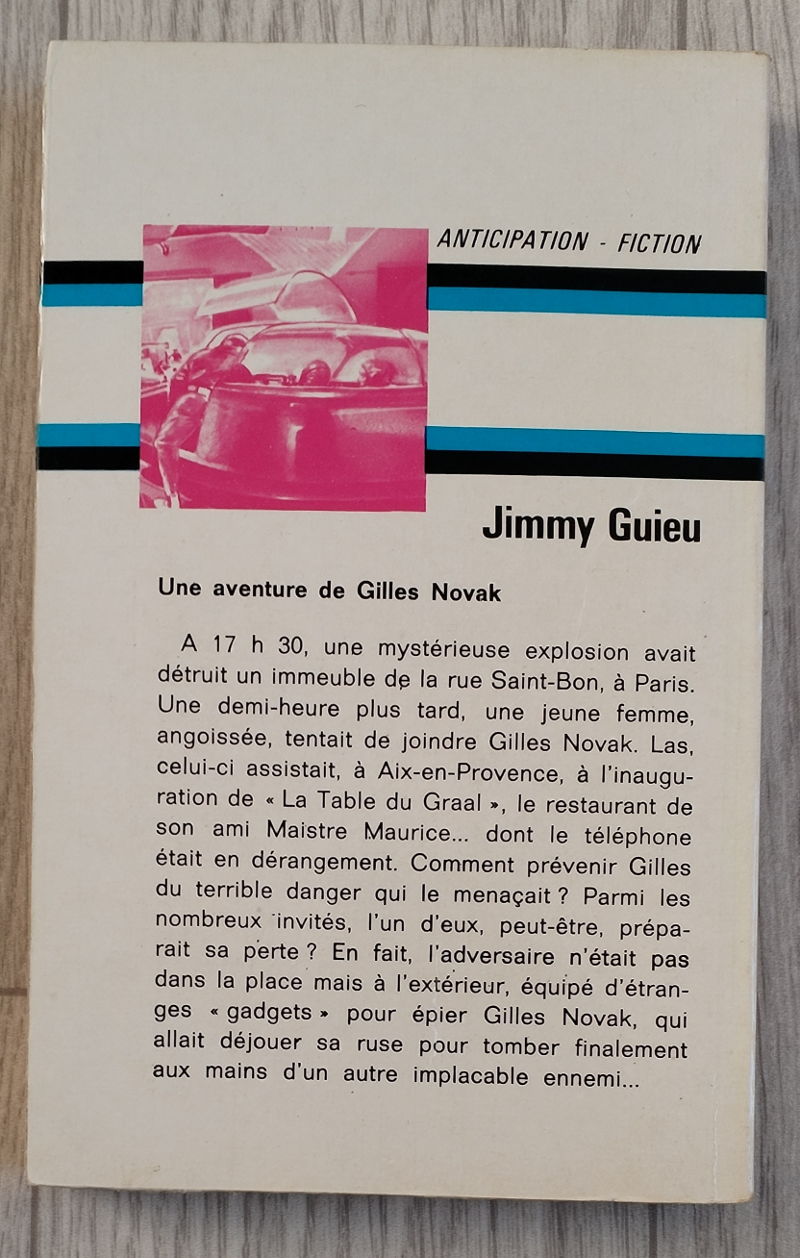 ANTICIPATION - FICTION
Jimmy Guieu
Une aventure de Gilles Novak
A 17 h 30, une mystérieuse explosion avait
détruit un immeuble de la rue Saint-Bon, à Paris.
Une demi-heure plus tard, une jeune femme,
angoissée, tentait de joindre Gilles Novak. Las,
celui-ci assistait, à Aix-en-Provence, à l'inaugu-
ration de « La Table du Graal », le restaurant de
son ami Maistre Maurice... dont le téléphone
était en dérangement. Comment prévenir Gilles
du terrible danger qui le menaçait ? Parmi les
nombreux invités, l'un d'eux, peut-être, prépa-
rait sa perte ? En fait, l'adversaire n'était pas
dans la place mais à l'extérieur, équipé d'étran-
ges « gadgets » pour épier Gilles Novak, qui
allait déjouer sa ruse pour tomber finalement
aux mains d'un autre implacable ennemi...